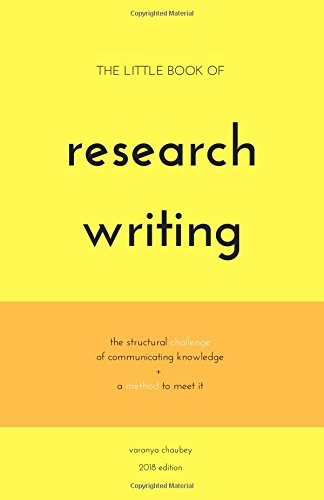 Copyrighted Material
THE LITTLE BOOK OF
research
writing
the structural challenge
of communicating knowledge
+
a method to meet it
varanya chaubey
2018 edition
Copyrighted Material